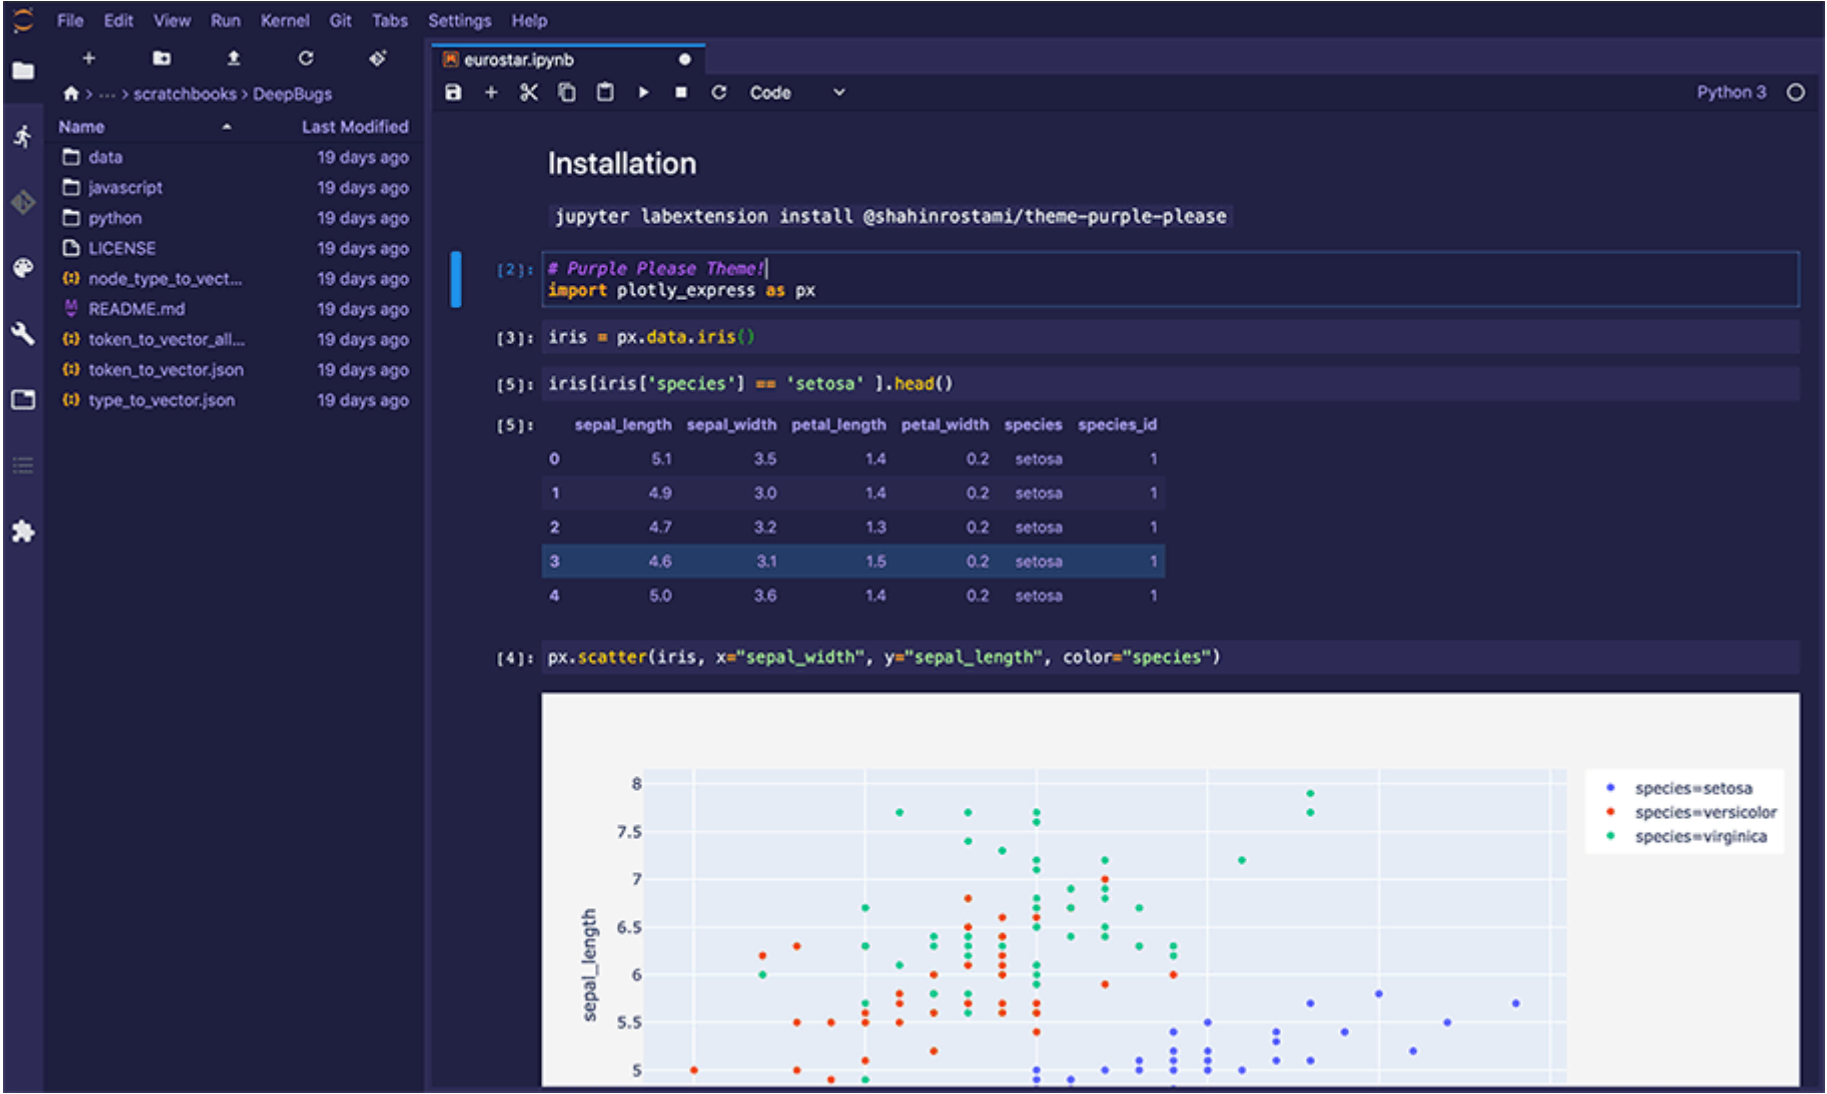 File Edit View Run Kernel Git Tabs Settings Help
> ... > scratchbooks > DeepBugs
Name Last Modified
data 19 days ago
javascript 19 days ago
python 19 days ago
LICENSE 19 days ago
node_type_to_vect... 19 days ago
README.md 19 days ago
token_to_vector_all... 19 days ago
token_to_vector.json 19 days ago
type_to_vector.json 19 days ago
eurostar.ipynb
Code Python 3
Installation
jupyter labextension install @shahinrostami/theme-purple-please
[2]: # Purple Please Theme!
import plotly_express as px
[3]: iris = px.data.iris()
[5]: iris[iris['species'] == 'setosa' ].head()
[5]: sepal_length sepal_width petal_length petal_width species species_id
0 5.1 3.5 1.4 0.2 setosa 1
1 4.9 3.0 1.4 0.2 setosa 1
2 4.7 3.2 1.3 0.2 setosa 1
3 4.6 3.1 1.5 0.2 setosa 1
4 5.0 3.6 1.4 0.2 setosa 1
[4]: px.scatter(iris, x="sepal_width", y="sepal_length", color="species")
species=setosa
species=versicolor
species=virginica
sepal_length
8
7.5
7
6.5
6
5.5
5